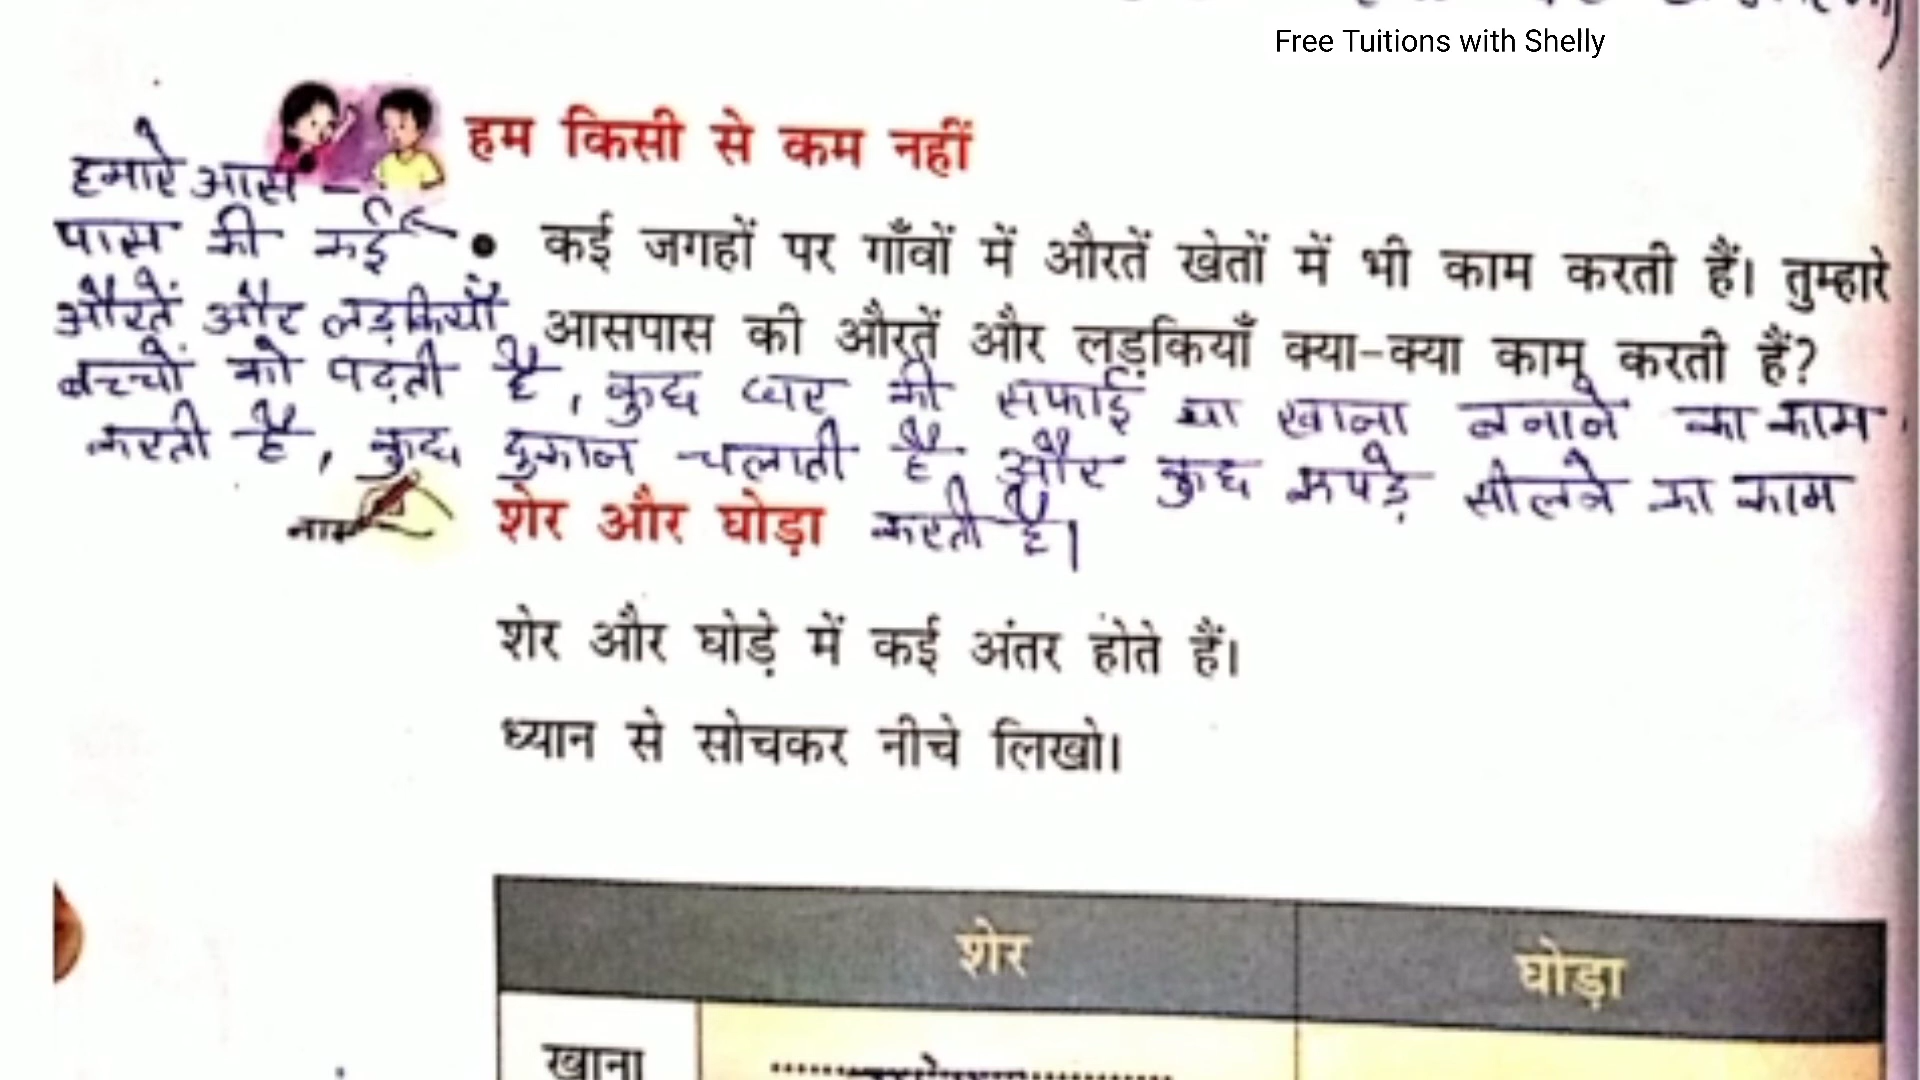 Free Tuitions with Shelly
हम किसी से कम नहीं
हमारे आस -
पास की कई
• कई जगहों पर गाँवों में औरतें खेतों में भी काम करती हैं। तुम्हारे
औरतें और लड़कियाँ
आसपास की औरतें और लड़कियाँ क्या-क्या काम करती हैं?
बच्चों को पढ़ती है, कुछ घर की सफाई या खाना बनाने का काम
करती है, कुछ दुकान चलाती है और कुछ कपड़े सीलने का काम
शेर और घोड़ा करती है।
शेर और घोड़े में कई अंतर होते हैं।
ध्यान से सोचकर नीचे लिखो।
शेर घोड़ा
खाना